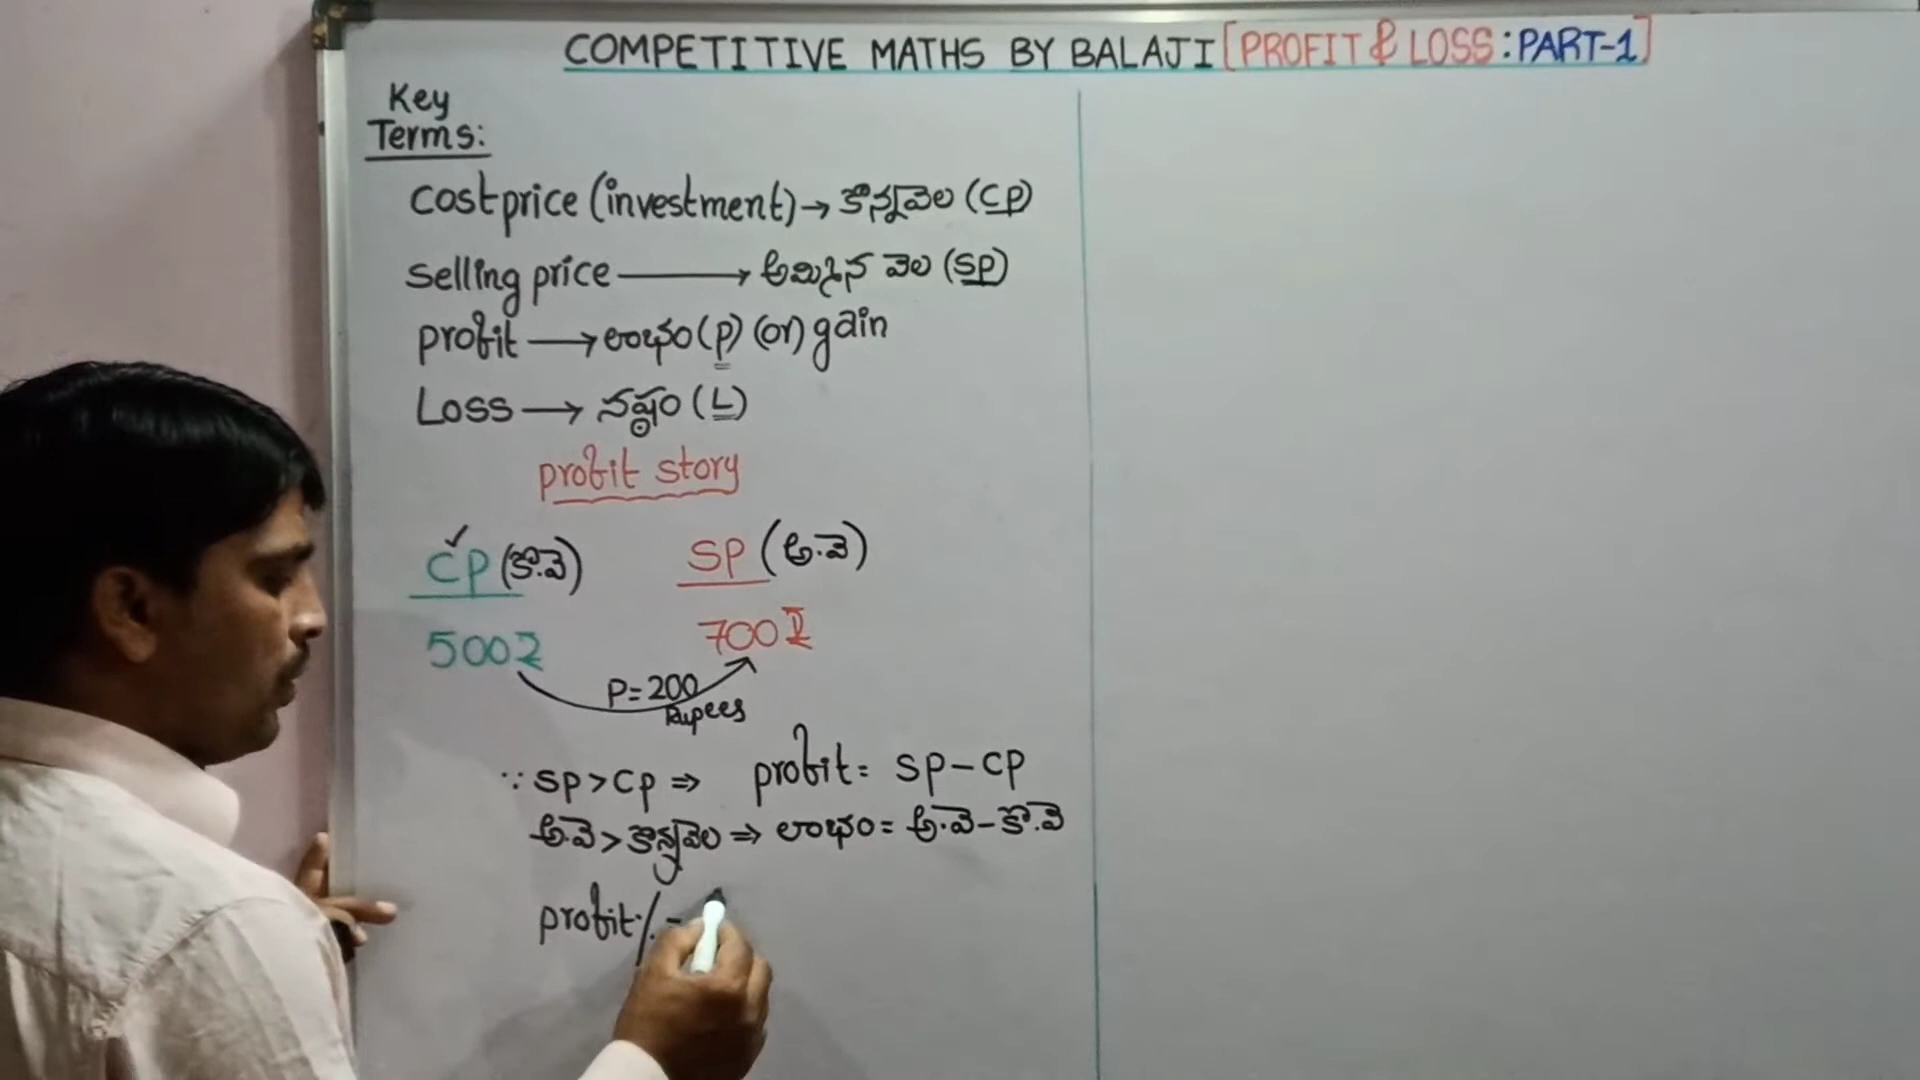 COMPETITIVE MATHS BY BALAJI [PROFIT & LOSS: PART-1]
Key
Terms:
Cost price (investment) → కొన్నవెల (CP)
Selling price → అమ్మిన వెల (SP)
profit → లాభం (P) (or) gain
Loss → నష్టం (L)
profit story
✓
CP (కొ.వె) SP (అ.వె)
500₹ 700₹
P=200
Rupees
∵ SP > CP ⇒ profit = SP - CP
అ.వె > కొన్నవెల ⇒ లాభం = అ.వె - కొ.వె
profit % =